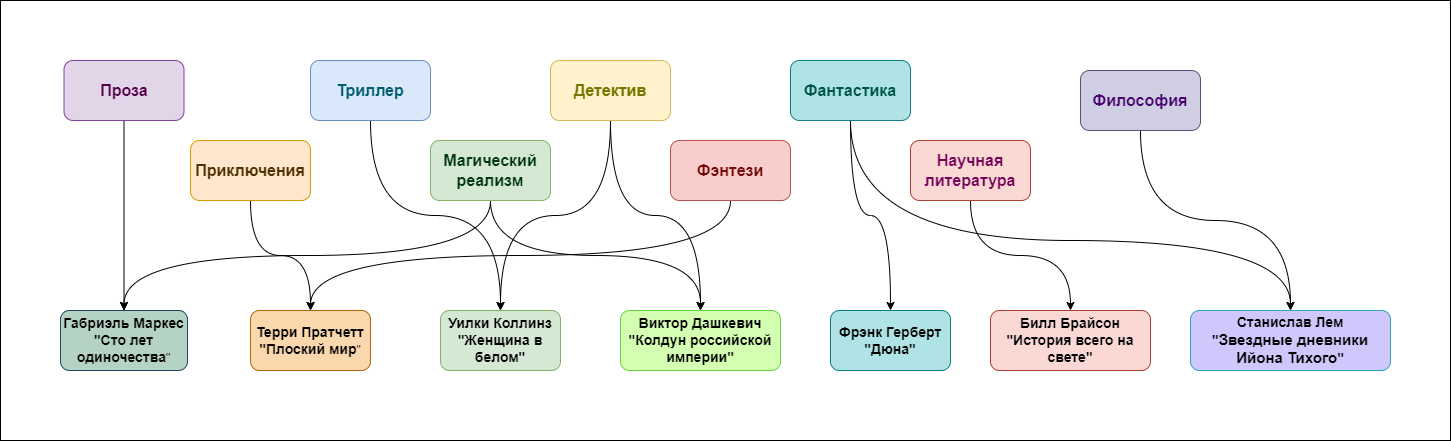 Проза
Триллер
Детектив
Фантастика
Философия
Приключения
Магический
реализм
Фэнтези
Научная
литература
Габриэль Маркес
"Сто лет
одиночества"
Терри Пратчетт
"Плоский мир"
Уилки Коллинз
"Женщина в
белом"
Виктор Дашкевич
"Колдун российской
империи"
Фрэнк Герберт
"Дюна"
Билл Брайсон
"История всего на
свете"
Станислав Лем
"Звездные дневники
Ийона Тихого"